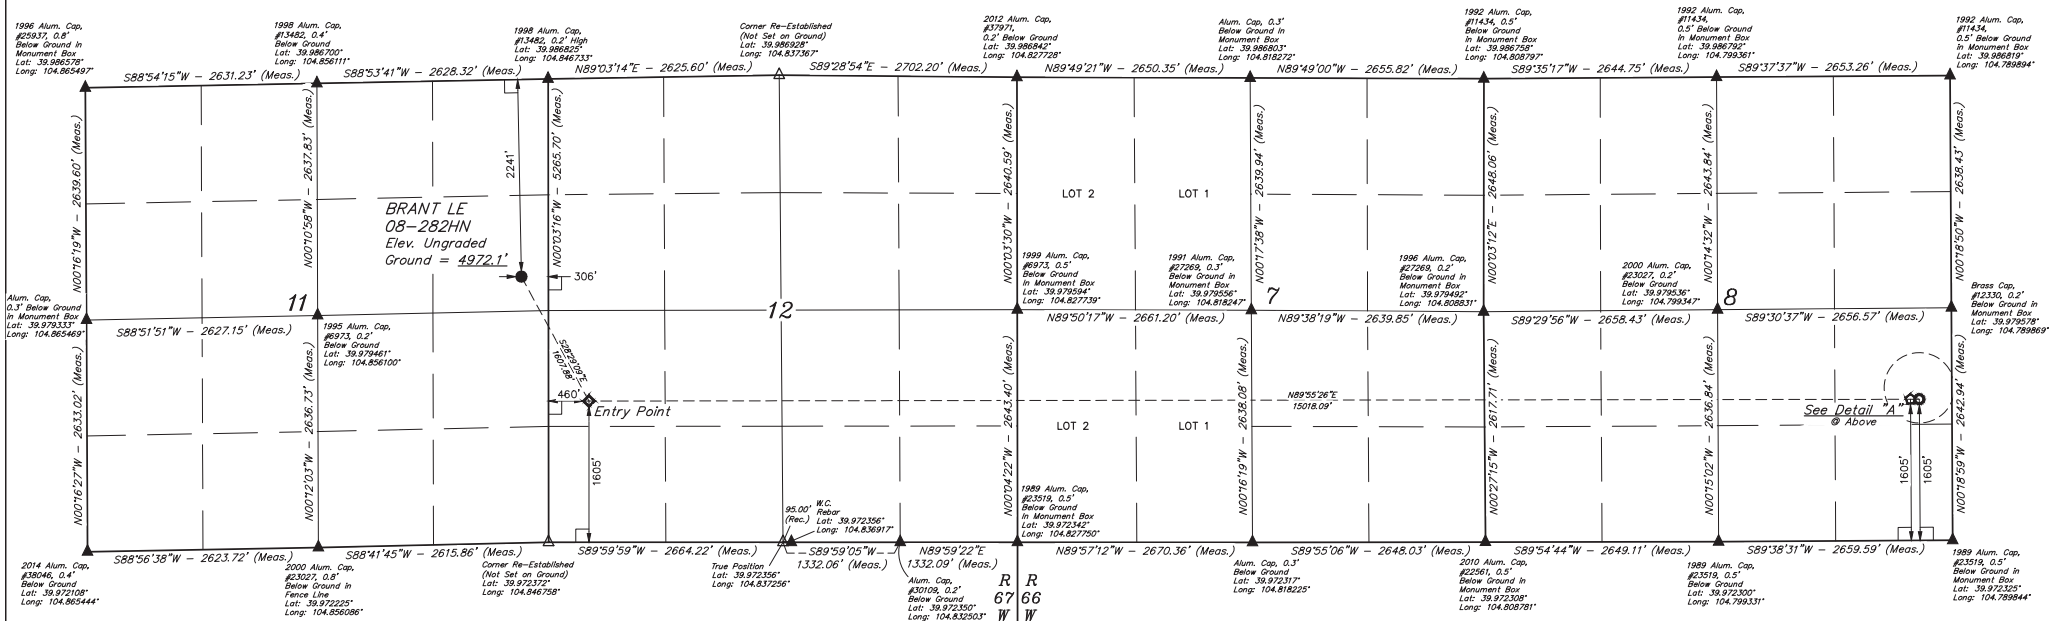 1996 Alum. Cap,
#25937, 0.8'
Below Ground in
Monument Box
Lat: 39.986578°
Long: 104.865497°
1998 Alum. Cap,
#13482, 0.4'
Below Ground
Lat: 39.986700°
Long: 104.856111°
1998 Alum. Cap,
#13482, 0.2' High
Lat: 39.986825°
Long: 104.846733°
Corner Re-Established
(Not Set on Ground)
Lat: 39.986928°
Long: 104.837367°
2012 Alum. Cap,
#37971,
0.2' Below Ground
Lat: 39.986842°
Long: 104.827728°
Alum. Cap, 0.3'
Below Ground in
Monument Box
Lat: 39.986803°
Long: 104.818272°
1992 Alum. Cap,
#11434, 0.5'
Below Ground in
Monument Box
Lat: 39.986758°
Long: 104.808797°
1992 Alum. Cap,
#11434,
0.5' Below Ground
in Monument Box
Lat: 39.986792°
Long: 104.799361°
1992 Alum. Cap,
#11434,
0.5' Below Ground
in Monument Box
Lat: 39.986819°
Long: 104.789894°
S88°54'15"W - 2631.23' (Meas.)
S88°53'41"W - 2628.32' (Meas.)
N89°03'14"E - 2625.60' (Meas.)
S89°28'54"E - 2702.20' (Meas.)
N89°49'21"W - 2650.35' (Meas.)
N89°49'00"W - 2655.82' (Meas.)
S89°35'17"W - 2644.75' (Meas.)
S89°37'37"W - 2653.26' (Meas.)
N00°16'19"W - 2639.60' (Meas.)
N00°10'58"W - 2637.83' (Meas.)
2241'
N00°03'16"W - 5265.70' (Meas.)
N00°03'30"W - 2640.59' (Meas.)
N00°17'38"W - 2639.94' (Meas.)
N00°03'12"E - 2648.06' (Meas.)
N00°14'32"W - 2643.84' (Meas.)
N00°18'50"W - 2638.43' (Meas.)
LOT 2
LOT 1
BRANT LE
08-282HN
Elev. Ungraded
Ground = 4972.1'
306'
Alum. Cap,
0.3' Below Ground
in Monument Box
Lat: 39.979333°
Long: 104.865469°
11
12
1999 Alum. Cap,
#6973, 0.5'
Below Ground
In Monument Box
Lat: 39.979594°
Long: 104.827739°
1991 Alum. Cap,
#27269, 0.3'
Below Ground in
Monument Box
Lat: 39.979556°
Long: 104.818247°
7
1996 Alum. Cap,
#27269, 0.2'
Below Ground in
Monument Box
Lat: 39.979492°
Long: 104.808831°
2000 Alum. Cap,
#23027, 0.2'
Below Ground
Lat: 39.979536°
Long: 104.799347°
8
Brass Cap,
#12330, 0.2'
Below Ground in
Monument Box
Lat: 39.979578°
Long: 104.789869°
S88°51'51"W - 2627.15' (Meas.)
1995 Alum. Cap,
#6973, 0.2'
Below Ground
Lat: 39.979461°
Long: 104.856100°
N89°50'17"W - 2661.20' (Meas.)
N89°38'19"W - 2639.85' (Meas.)
S89°29'56"W - 2658.43' (Meas.)
S89°30'37"W - 2656.57' (Meas.)
S28°29'09"E
1607.88'
460'
Entry Point
N89°55'26"E
15018.09'
See Detail "A"
@ Above
N00°16'27"W - 2633.02' (Meas.)
N00°12'03"W - 2636.73' (Meas.)
1605'
N00°04'22"W - 2643.40' (Meas.)
LOT 2
LOT 1
N00°16'19"W - 2638.08' (Meas.)
N00°27'15"W - 2617.71' (Meas.)
N00°15'02"W - 2636.84' (Meas.)
1605'
1605'
N00°18'59"W - 2642.94' (Meas.)
95.00'
(Rec.)
W.C.
Rebar
Lat: 39.972356°
Long: 104.836917°
1989 Alum. Cap,
#23519, 0.5'
Below Ground
In Monument Box
Lat: 39.972342°
Long: 104.827750°
S88°56'38"W - 2623.72' (Meas.)
S88°41'45"W - 2615.86' (Meas.)
S89°59'59"W - 2664.22' (Meas.)
S89°59'05"W
1332.06' (Meas.)
N89°59'22"E
1332.09' (Meas.)
N89°57'12"W - 2670.36' (Meas.)
S89°55'06"W - 2648.03' (Meas.)
S89°54'44"W - 2649.11' (Meas.)
S89°38'31"W - 2659.59' (Meas.)
2014 Alum. Cap,
#38046, 0.4'
Below Ground
Lat: 39.972108°
Long: 104.865444°
2000 Alum. Cap,
#23027, 0.8'
Below Ground in
Fence Line
Lat: 39.972225°
Long: 104.856086°
Corner Re-Established
(Not Set on Ground)
Lat: 39.972372°
Long: 104.846758°
True Position
Lat: 39.972356°
Long: 104.837256°
Alum. Cap,
#30109, 0.2'
Below Ground
Lat: 39.972350°
Long: 104.832503°
R R
67 66
W W
Alum. Cap, 0.3'
Below Ground
Lat: 39.972317°
Long: 104.818225°
2010 Alum. Cap,
#22561, 0.5'
Below Ground in
Monument Box
Lat: 39.972308°
Long: 104.808781°
1989 Alum. Cap,
#23519, 0.5'
Below Ground
Lat: 39.972300°
Long: 104.799331°
1989 Alum. Cap,
#23519, 0.5'
Below Ground in
Monument Box
Lat: 39.972325°
Long: 104.789844°